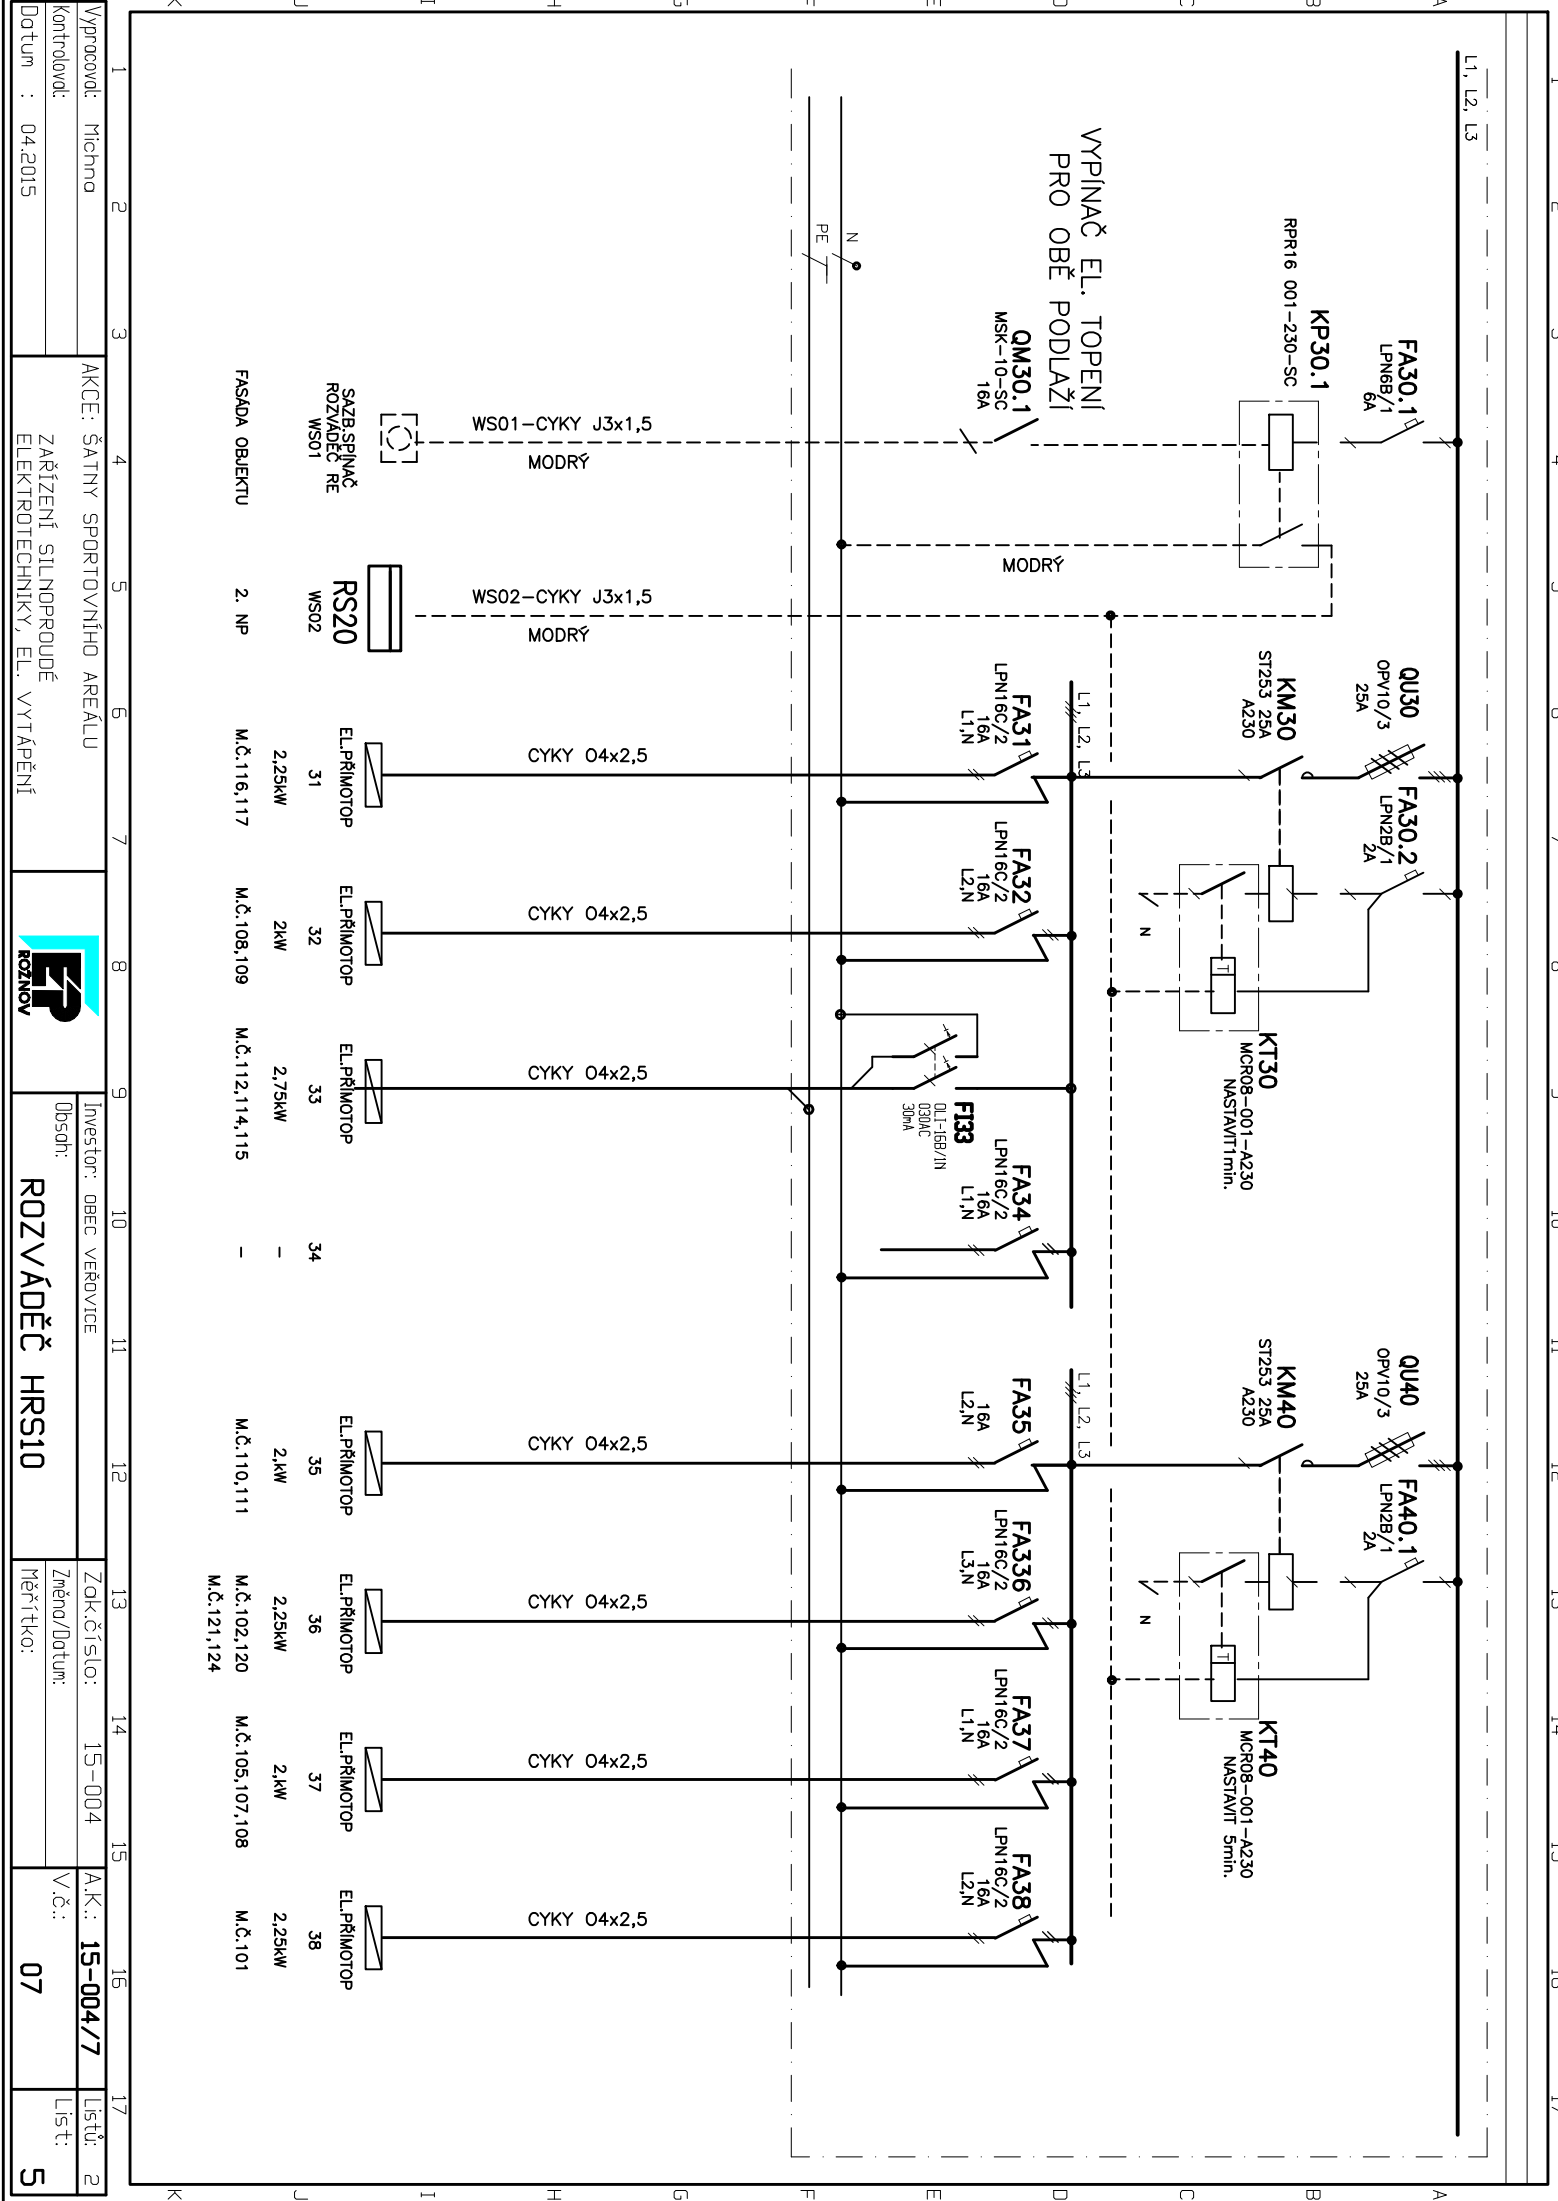 L1, L2, L3
FA30.1
LPN6B/1
6A
KP30.1
RPR16 001-230-SC
VYPÍNAČ EL. TOPENÍ
PRO OBĚ PODLAŽÍ
QM30.1
MSK-10-SC
16A
N
PE
MODRÝ
WS01-CYKY J3x1,5
MODRÝ
SAZB.SPÍNAČ
ROZVÁDĚČ RE
WS01
FASÁDA OBJEKTU
WS02-CYKY J3x1,5
MODRÝ
RS20
WS02
2. NP
QU30
OPV10/3
25A
FA30.2
LPN2B/1
2A
KM30
ST253 25A
A230
N
T
KT30
MCR08-001-A230
NASTAVIT1min.
L1, L2, L3
FA31
LPN16C/2
16A
L1,N
FA32
LPN16C/2
16A
L2,N
FI33
OLI-16B/1N
030AC
30mA
FA34
LPN16C/2
16A
L1,N
CYKY O4x2,5
EL.PŘÍMOTOP
31
2,25kW
M.Č.116,117
CYKY O4x2,5
EL.PŘÍMOTOP
32
2kW
M.Č.108,109
CYKY O4x2,5
EL.PŘÍMOTOP
33
2,75kW
M.Č.112,114,115
34
-
-
QU40
OPV10/3
25A
FA40.1
LPN2B/1
2A
KM40
ST253 25A
A230
N
T
KT40
MCR08-001-A230
NASTAVIT 5min.
L1, L2, L3
FA35
16A
L2,N
FA336
LPN16C/2
16A
L3,N
FA37
LPN16C/2
16A
L1,N
FA38
LPN16C/2
16A
L2,N
CYKY O4x2,5
EL.PŘÍMOTOP
35
2,kW
M.Č.110,111
CYKY O4x2,5
EL.PŘÍMOTOP
36
2,25kW
M.Č.102,120
M.Č.121,124
CYKY O4x2,5
EL.PŘÍMOTOP
37
2,kW
M.Č.105,107,108
CYKY O4x2,5
EL.PŘÍMOTOP
38
2,25kW
M.Č.101
1 2 3 4 5 6 7 8 9 10 11 12 13 14 15 16 17
A B C D E F G H I J K
Vypracoval: Michna
Kontroloval:
Datum : 04.2015
AKCE: ŠATNY SPORTOVNÍHO AREÁLU
ZAŘÍZENÍ SILNOPROUDÉ
ELEKTROTECHNIKY, EL. VYTÁPĚNÍ
EP
ROŽNOV
Investor: OBEC VEŘOVICE
Obsah:
ROZVÁDĚČ HRS10
Zak.číslo: 15-004
Změna/Datum:
Měřítko:
A.K.: 15-004/7
V.Č.: 07
Listů: 2
List: 5